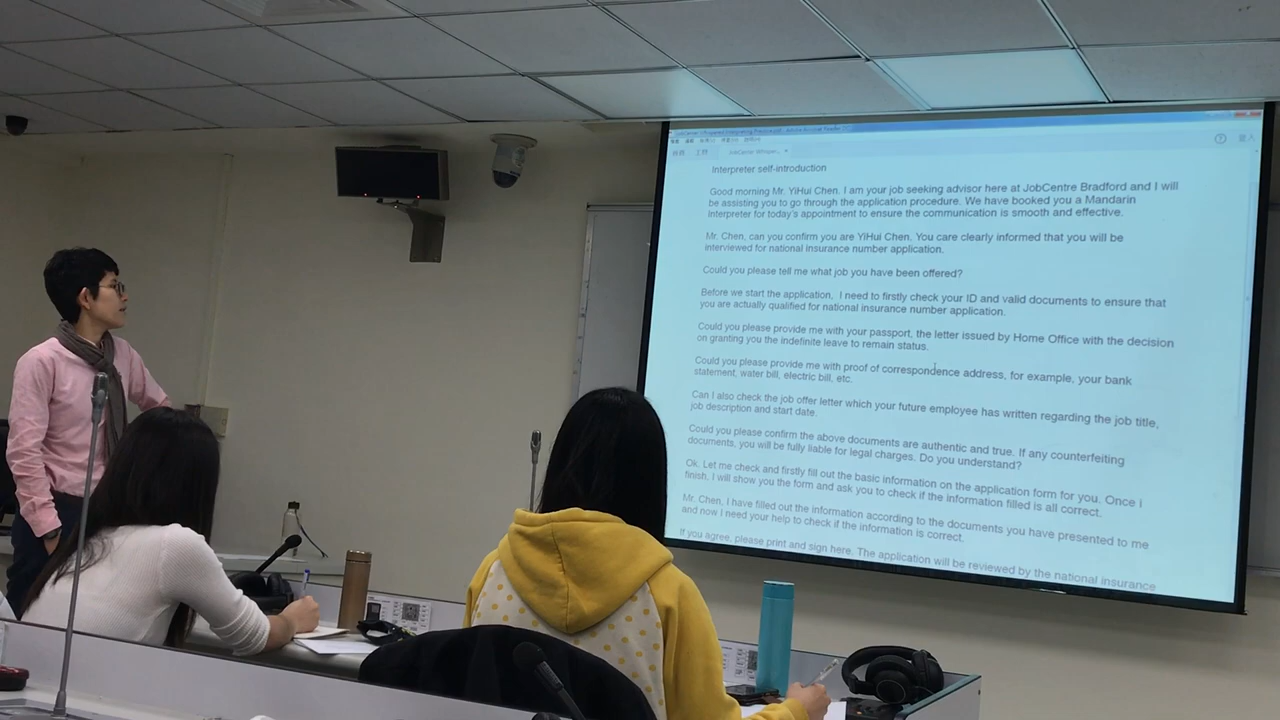 Interpreter self-introduction
Good morning Mr. YiHui Chen. I am your job seeking advisor here at JobCentre Bradford and I will
be assisting you to go through the application procedure. We have booked you a Mandarin
Interpreter for today's appointment to ensure the communication is smooth and effective.
Mr. Chen, can you confirm you are YiHui Chen. You care clearly informed that you will be
interviewed for national insurance number application.
Could you please tell me what job you have been offered?
Before we start the application, I need to firstly check your ID and valid documents to ensure that
you are actually qualified for national insurance number application.
Could you please provide me with your passport, the letter issued by Home Office with the decision
on granting you the indefinite leave to remain status.
Could you please provide me with proof of correspondence address, for example, your bank
statement, water bill, electric bill, etc.
Can I also check the job offer letter which your future employee has written regarding the job title,
job description and start date.
Could you please confirm the above documents are authentic and true. If any counterfeiting
documents, you will be fully liable for legal charges. Do you understand?
Ok. Let me check and firstly fill out the basic information on the application form for you. Once i
finish, I will show you the form and ask you to check if the information filled is all correct.
Mr. Chen, I have filled out the information according to the documents you have presented to me
and now I need your help to check if the information is correct.
If you agree, please print and sign here. The application will be reviewed by the national insurance